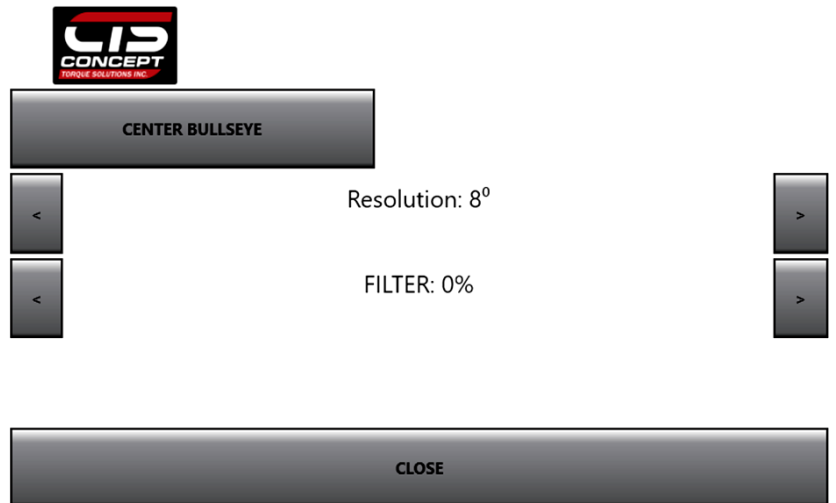 CTS
CONCEPT
TORQUE SOLUTIONS INC.
CENTER BULLSEYE
< Resolution: 8⁰ >
< FILTER: 0% >
CLOSE